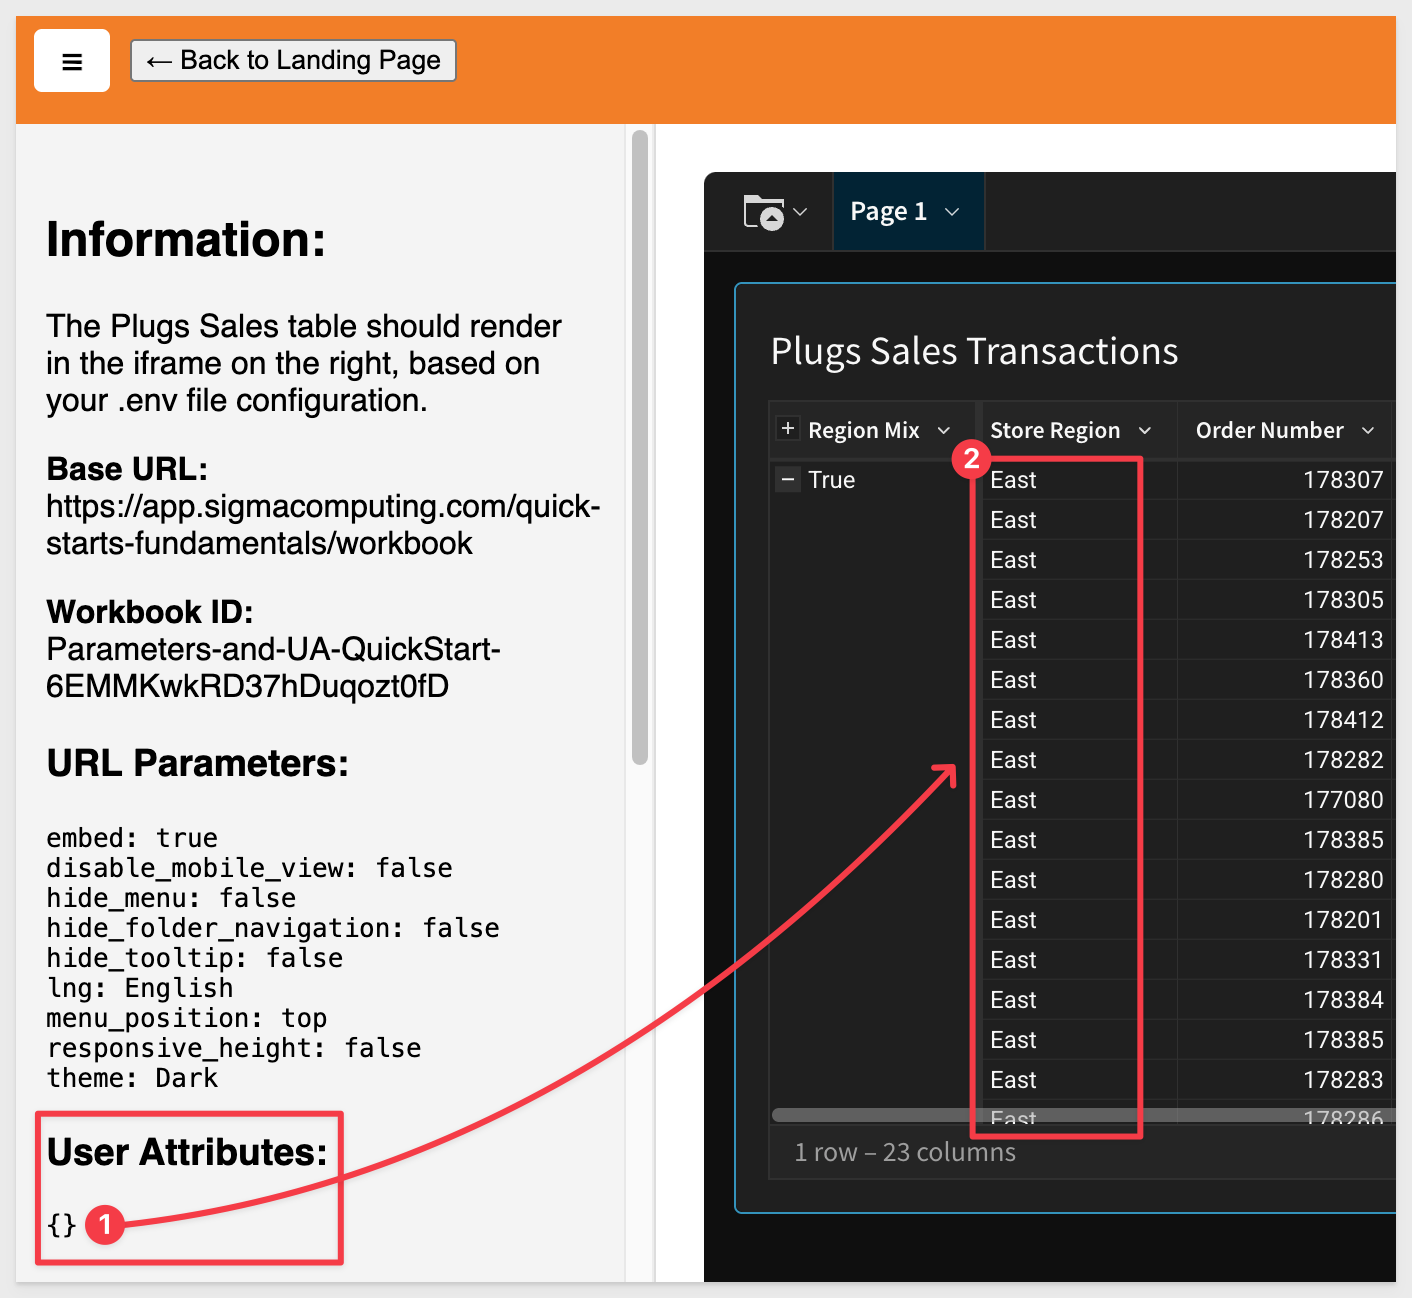 ≡ ← Back to Landing Page
Information:
The Plugs Sales table should render
in the iframe on the right, based on
your .env file configuration.
Base URL:
https://app.sigmacomputing.com/quick-
starts-fundamentals/workbook
Workbook ID:
Parameters-and-UA-QuickStart-
6EMMKwkRD37hDuqozt0fD
URL Parameters:
embed: true
disable_mobile_view: false
hide_menu: false
hide_folder_navigation: false
hide_tooltip: false
lng: English
menu_position: top
responsive_height: false
theme: Dark
User Attributes:
{} 1
Page 1
Plugs Sales Transactions
+ Region Mix Store Region Order Number
2
− True East 178307
East 178207
East 178253
East 178305
East 178413
East 178360
East 178412
East 178282
East 177080
East 178385
East 178280
East 178201
East 178331
East 178384
East 178385
East 178283
East 178286
1 row – 23 columns